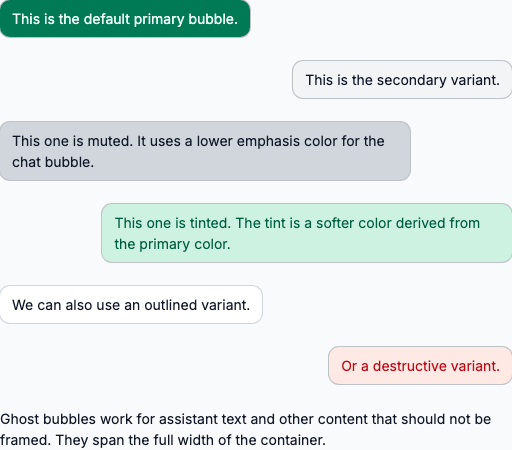 This is the default primary bubble.
This is the secondary variant.
This one is muted. It uses a lower emphasis color for the
chat bubble.
This one is tinted. The tint is a softer color derived from
the primary color.
We can also use an outlined variant.
Or a destructive variant.
Ghost bubbles work for assistant text and other content that should not be
framed. They span the full width of the container.